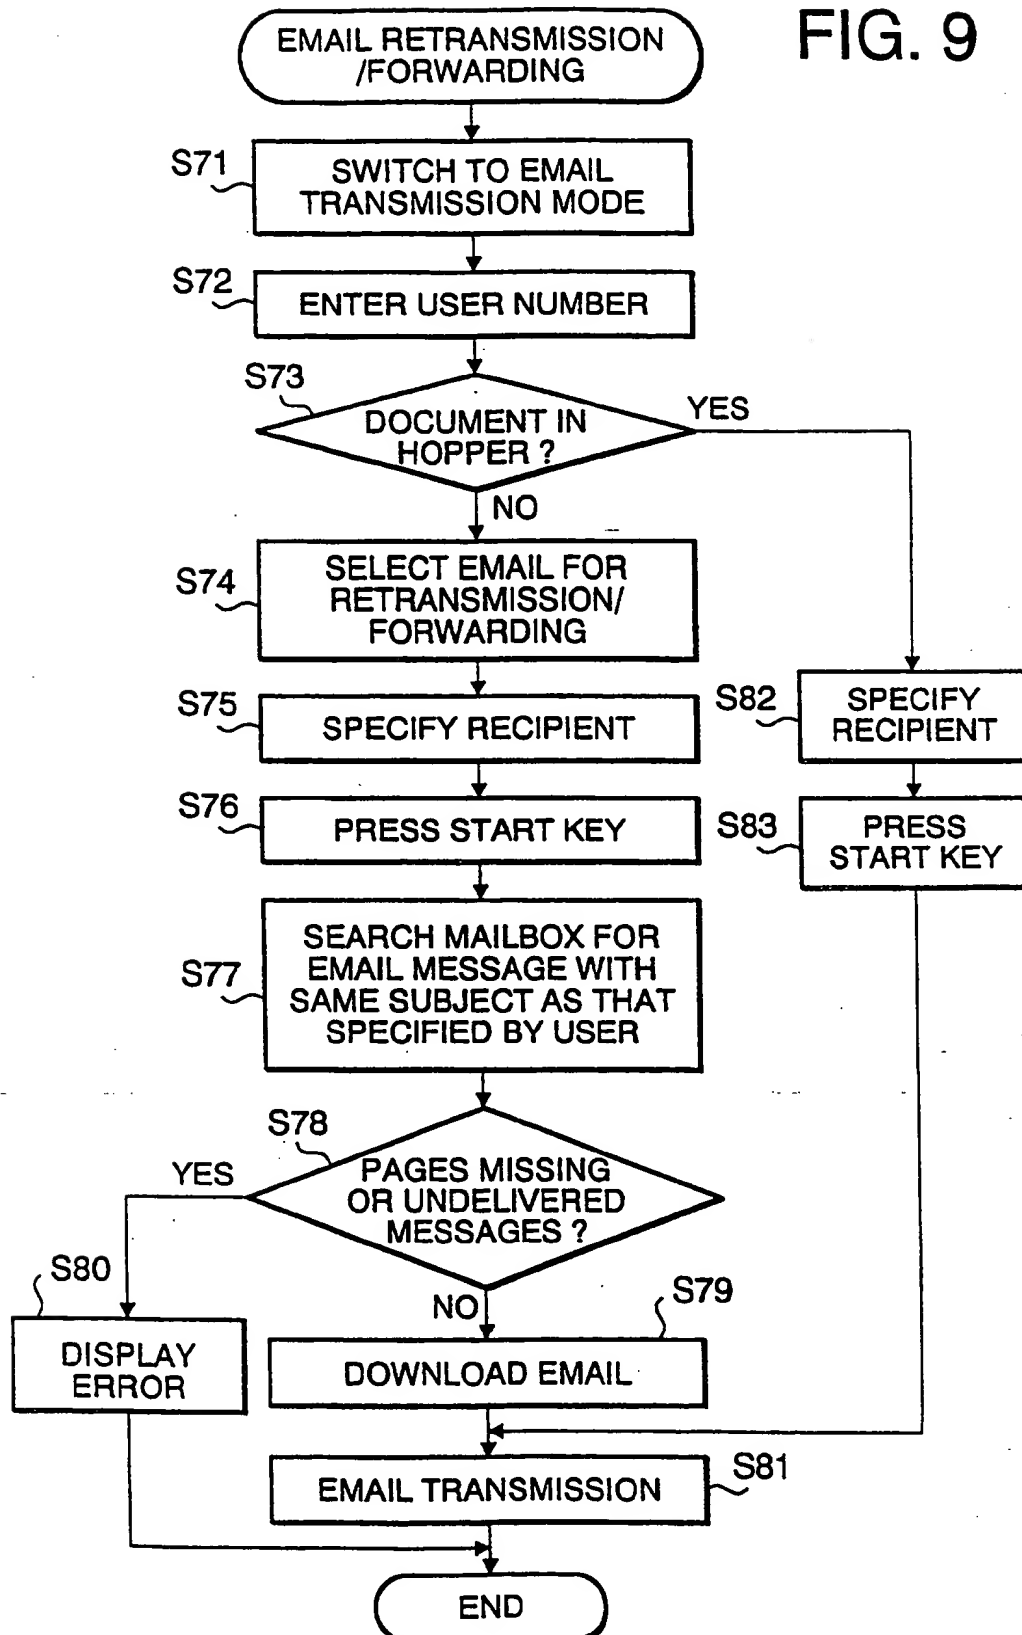 FIG. 9
EMAIL RETRANSMISSION
/FORWARDING
S71
SWITCH TO EMAIL
TRANSMISSION MODE
S72
ENTER USER NUMBER
S73
DOCUMENT IN
HOPPER ?
YES
NO
S74
SELECT EMAIL FOR
RETRANSMISSION/
FORWARDING
S75
SPECIFY RECIPIENT
S82
SPECIFY
RECIPIENT
S76
PRESS START KEY
S83
PRESS
START KEY
S77
SEARCH MAILBOX FOR
EMAIL MESSAGE WITH
SAME SUBJECT AS THAT
SPECIFIED BY USER
S78
PAGES MISSING
OR UNDELIVERED
MESSAGES ?
YES
NO
S80
DISPLAY
ERROR
S79
DOWNLOAD EMAIL
S81
EMAIL TRANSMISSION
END